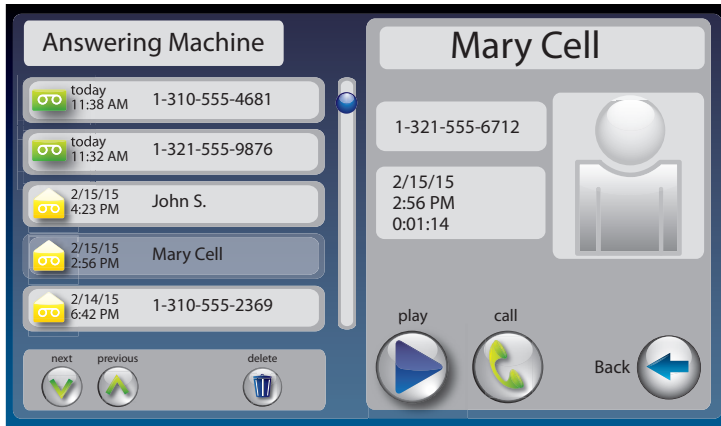 Answering Machine
today
11:38 AM
1-310-555-4681
today
11:32 AM
1-321-555-9876
2/15/15
4:23 PM
John S.
2/15/15
2:56 PM
Mary Cell
2/14/15
6:42 PM
1-310-555-2369
next
previous
delete
Mary Cell
1-321-555-6712
2/15/15
2:56 PM
0:01:14
play
call
Back